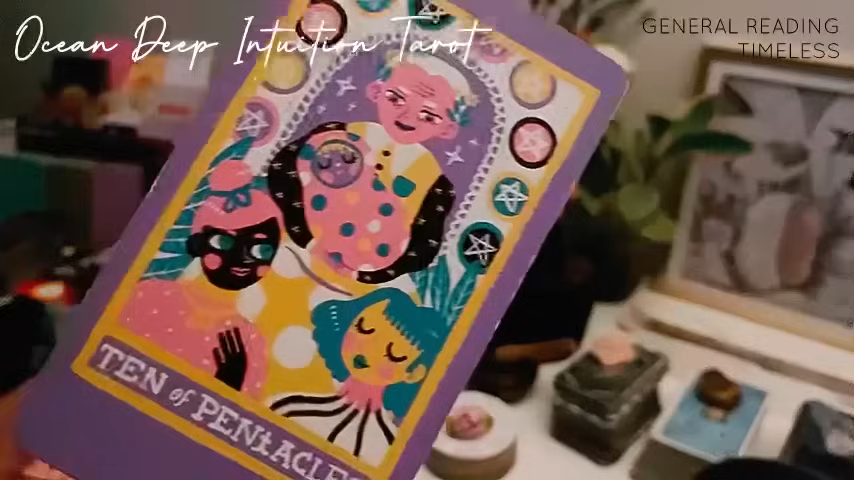 Ocean Deep Intuition Tarot
GENERAL READING
TIMELESS
TEN of PENTACLES